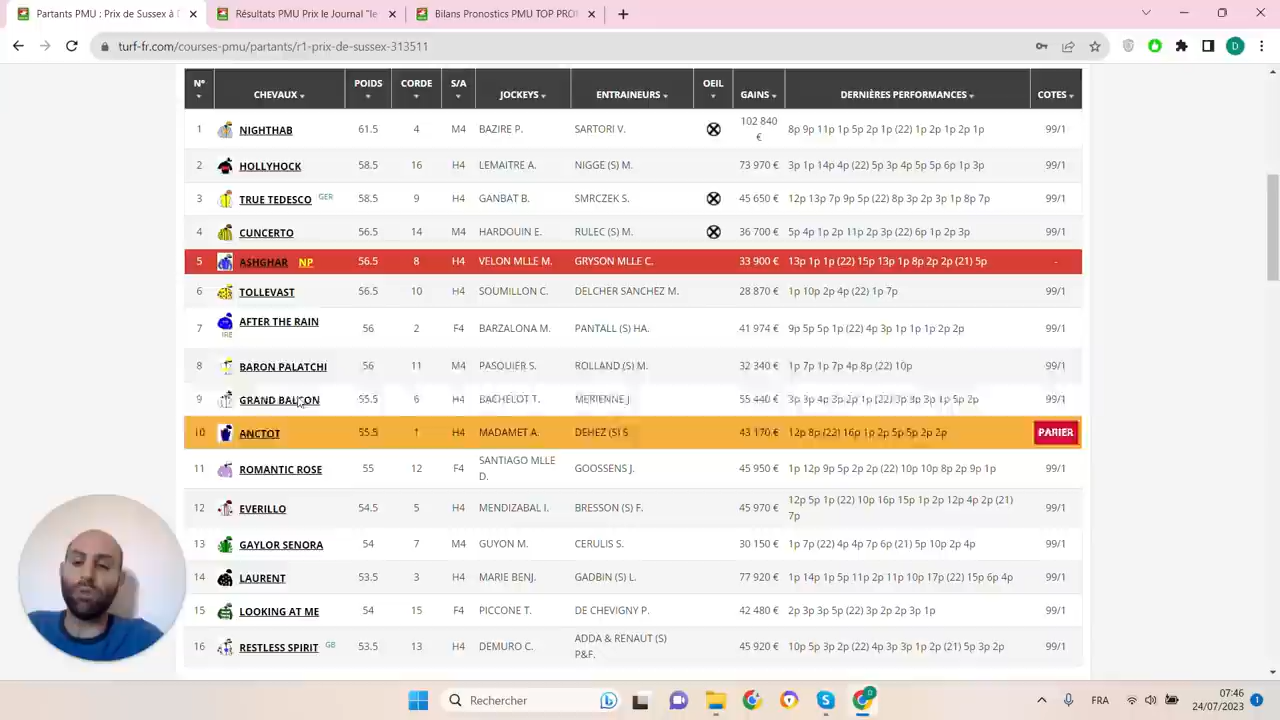 Partants PMU : Prix de Sussex à D
Résultats PMU Prix le Journal "le
Bilans Pronostics PMU TOP PRO
turf-fr.com/courses-pmu/partants/r1-prix-de-sussex-313511
N° CHEVAUX POIDS CORDE S/A JOCKEYS ENTRAINEURS OEIL GAINS DERNIÈRES PERFORMANCES COTES
1 NIGHTHAB 61.5 4 M4 BAZIRE P. SARTORI V. 102 840 € 8p 9p 11p 1p 5p 2p 1p (22) 1p 2p 1p 2p 1p 99/1
2 HOLLYHOCK 58.5 16 H4 LEMAITRE A. NIGGE (S) M. 73 970 € 3p 1p 14p 4p (22) 5p 3p 4p 5p 5p 6p 1p 3p 99/1
3 TRUE TEDESCO GER 58.5 9 H4 GANBAT B. SMRCZEK S. 45 650 € 12p 13p 7p 9p 5p (22) 8p 3p 2p 3p 1p 8p 7p 99/1
4 CUNCERTO 56.5 14 M4 HARDOUIN E. RULEC (S) M. 36 700 € 5p 4p 1p 2p 11p 2p 3p (22) 6p 1p 2p 3p 99/1
5 ASHGHAR NP 56.5 8 H4 VELON MLLE M. GRYSON MLLE C. 33 900 € 13p 1p 1p (22) 15p 13p 1p 8p 2p 2p (21) 5p -
6 TOLLEVAST 56.5 10 H4 SOUMILLON C. DELCHER SANCHEZ M. 28 870 € 1p 10p 2p 4p (22) 1p 7p 99/1
7 AFTER THE RAIN IRE 56 2 F4 BARZALONA M. PANTALL (S) HA. 41 974 € 9p 5p 5p 1p (22) 4p 3p 1p 1p 1p 2p 2p 99/1
8 BARON PALATCHI 56 11 M4 PASQUIER S. ROLLAND (S) M. 32 340 € 1p 7p 1p 7p 4p 8p (22) 10p 99/1
9 GRAND BALCON 55.5 6 H4 BACHELOT T. MERIENNE J. 55 440 € 3p 3p 4p 3p 2p 1p (22) 1p 5p 2p 99/1
10 ANCTOT 55.5 1 H4 MADAMET A. DEHEZ (S) S 43 170 € 12p 8p (22) 16p 1p 2p 5p 5p 2p 2p PARIER
11 ROMANTIC ROSE 55 12 F4 SANTIAGO MLLE D. GOOSSENS J. 45 950 € 1p 12p 9p 5p 2p 2p (22) 10p 10p 8p 2p 9p 1p 99/1
12 EVERILLO 54.5 5 H4 MENDIZABAL I. BRESSON (S) F. 45 970 € 12p 5p 1p (22) 10p 16p 15p 1p 2p 12p 4p 2p (21) 7p 99/1
13 GAYLOR SENORA 54 7 M4 GUYON M. CERULIS S. 30 150 € 1p 7p (22) 4p 4p 7p 6p (21) 5p 10p 2p 4p 99/1
14 LAURENT 53.5 3 H4 MARIE BENJ. GADBIN (S) L. 77 920 € 1p 14p 1p 5p 11p 2p 11p 10p 17p (22) 15p 6p 4p 99/1
15 LOOKING AT ME 54 15 F4 PICCONE T. DE CHEVIGNY P. 42 480 € 2p 3p 3p 5p (22) 3p 2p 2p 3p 1p 99/1
16 RESTLESS SPIRIT GB 53.5 13 H4 DEMURO C. ADDA & RENAUT (S) P&F. 45 920 € 10p 5p 3p 2p (22) 4p 3p 3p 1p 2p (21) 5p 3p 2p 99/1
Rechercher
FRA
07:46
24/07/2023